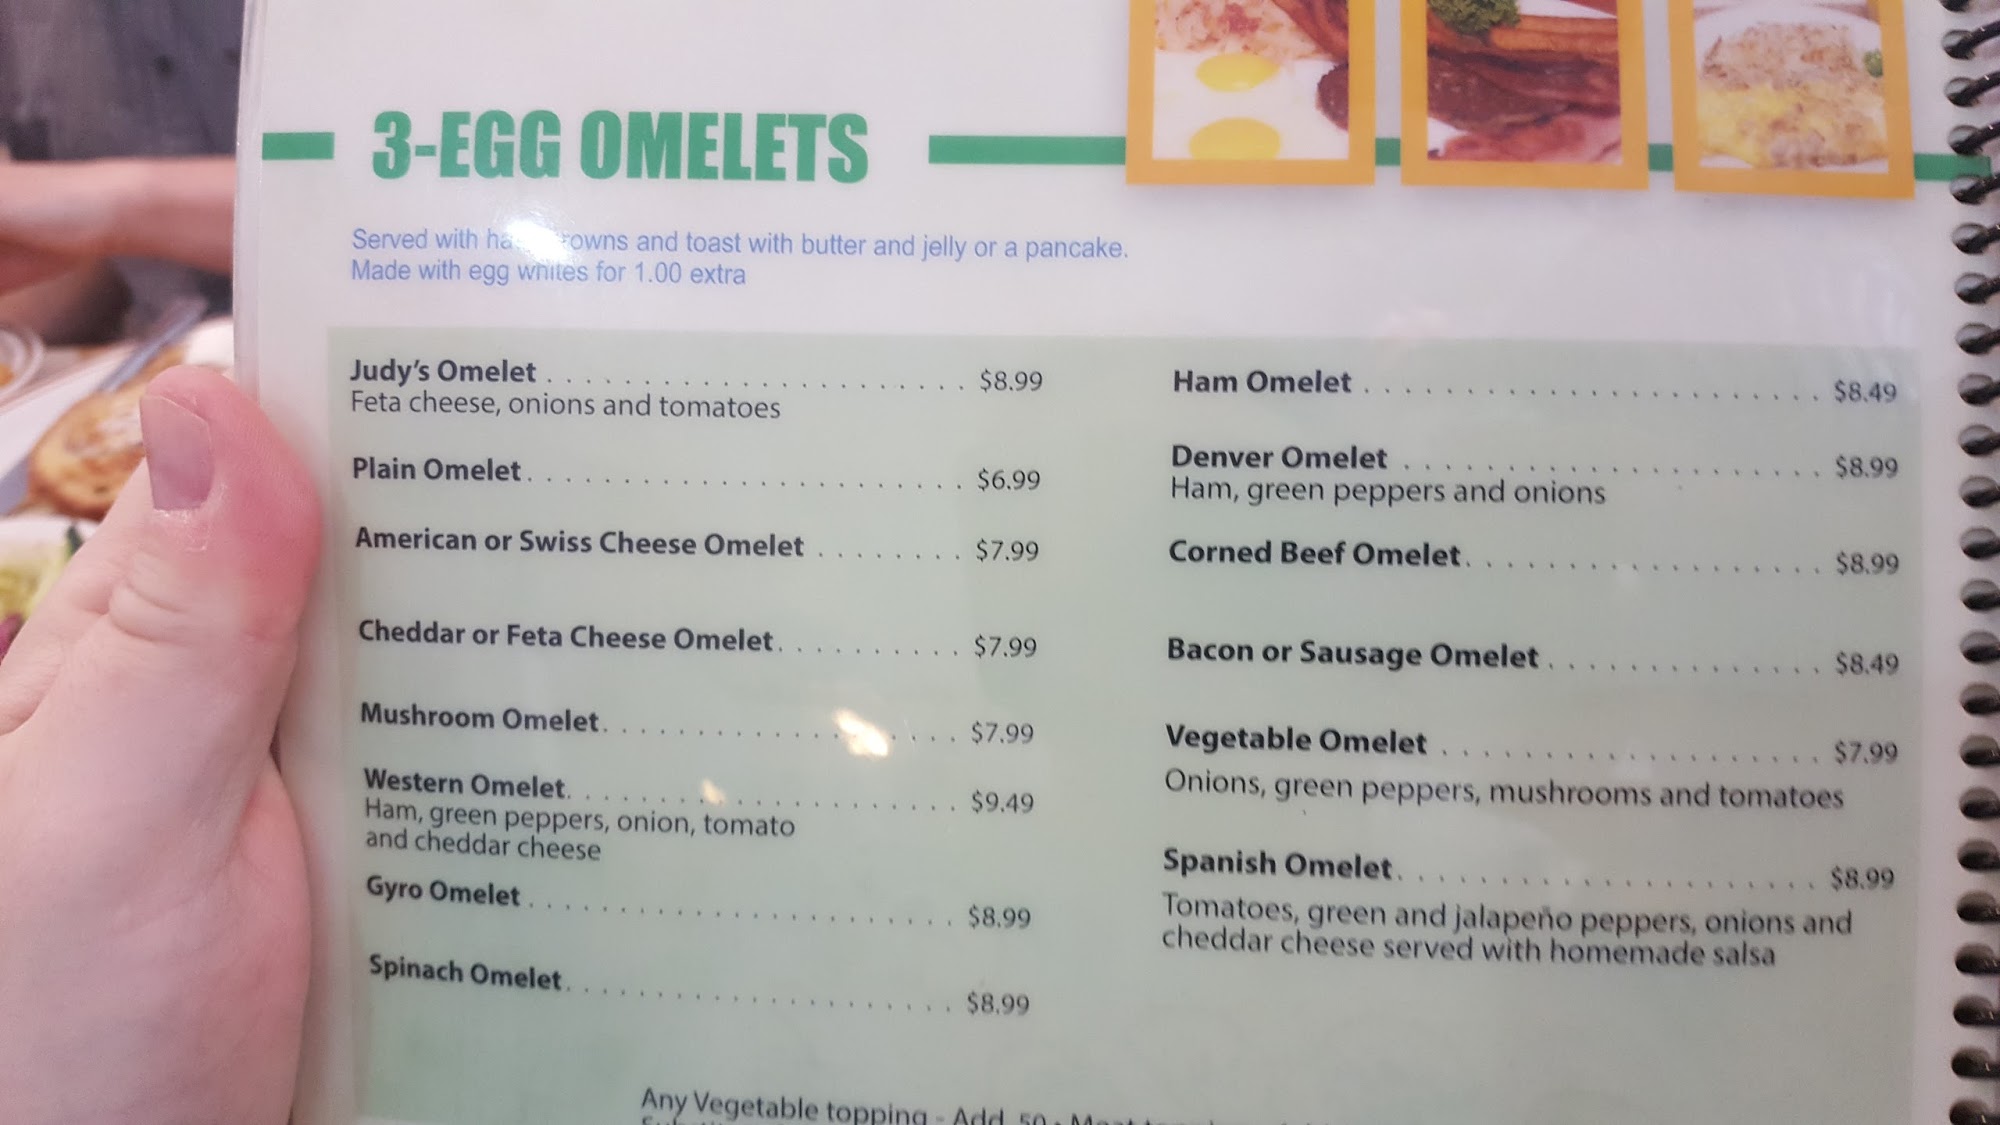 3-EGG OMELETS
Served with and toast with butter and jelly or a pancake.
Made with egg whites for 1.00 extra
Judy's Omelet . . . . . . . . . . . . . . . . . . . . . . $8.99
Feta cheese, onions and tomatoes
Plain Omelet . . . . . . . . . . . . . . . . . . . . . . . $6.99
American or Swiss Cheese Omelet . . . . . . . . $7.99
Cheddar or Feta Cheese Omelet . . . . . . . . . . $7.99
Mushroom Omelet . . . . . . . . . . . . . . . . . . $7.99
Western Omelet . . . . . . . . . . . . . . . . . . . . $9.49
Ham, green peppers, onion, tomato
and cheddar cheese
Gyro Omelet . . . . . . . . . . . . . . . . . . . . . . $8.99
Spinach Omelet . . . . . . . . . . . . . . . . . . . . $8.99
Ham Omelet . . . . . . . . . . . . . . . . . . . . . . $8.49
Denver Omelet . . . . . . . . . . . . . . . . . . . . $8.99
Ham, green peppers and onions
Corned Beef Omelet . . . . . . . . . . . . . . . . . $8.99
Bacon or Sausage Omelet . . . . . . . . . . . . . . $8.49
Vegetable Omelet . . . . . . . . . . . . . . . . . . . $7.99
Onions, green peppers, mushrooms and tomatoes
Spanish Omelet . . . . . . . . . . . . . . . . . . . . $8.99
Tomatoes, green and jalapeño peppers, onions and
cheddar cheese served with homemade salsa
Any Vegetable topping - Add .50 •